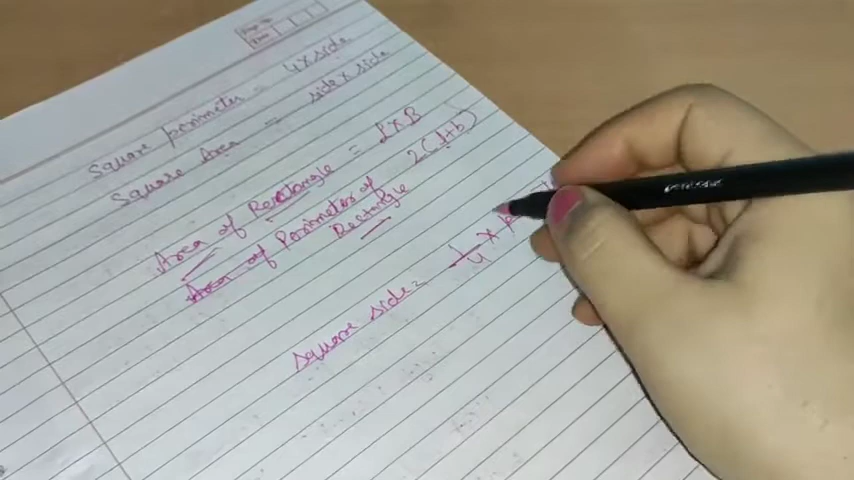 Square perimeter = 4 x side
Square Area = side x side
Area of Rectangle = L x B
Area of Perimeters of Rectangle 2(l+b)
Square side = 1/4 x